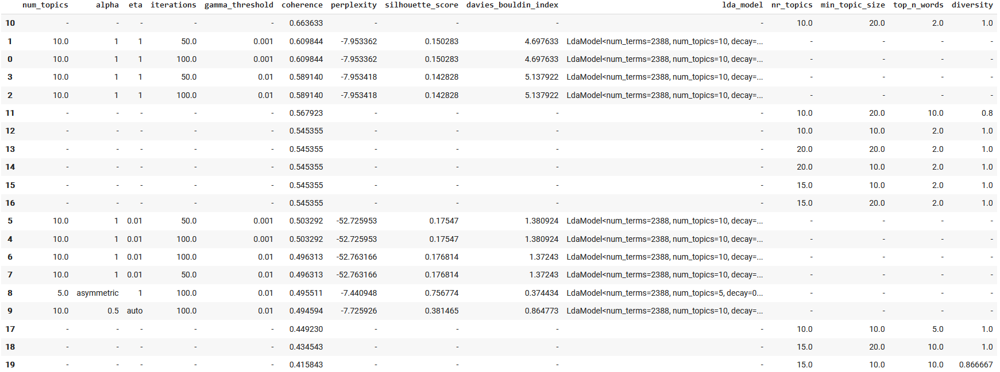 num_topics alpha eta iterations gamma_threshold coherence perplexity silhouette_score davies_bouldin_index lda_model nr_topics min_topic_size top_n_words diversity
10 - - - - - 0.663633 - - - - 10.0 20.0 2.0 1.0
1 10.0 1 1 50.0 0.001 0.609844 -7.953362 0.150283 4.697633 LdaModel<num_terms=2388, num_topics=10, decay=... - - - -
0 10.0 1 1 100.0 0.001 0.609844 -7.953362 0.150283 4.697633 LdaModel<num_terms=2388, num_topics=10, decay=... - - - -
3 10.0 1 1 50.0 0.01 0.589140 -7.953418 0.142828 5.137922 LdaModel<num_terms=2388, num_topics=10, decay=... - - - -
2 10.0 1 1 100.0 0.01 0.589140 -7.953418 0.142828 5.137922 LdaModel<num_terms=2388, num_topics=10, decay=... - - - -
11 - - - - - 0.567923 - - - - 10.0 20.0 10.0 0.8
12 - - - - - 0.545355 - - - - 10.0 10.0 2.0 1.0
13 - - - - - 0.545355 - - - - 20.0 20.0 2.0 1.0
14 - - - - - 0.545355 - - - - 20.0 10.0 2.0 1.0
15 - - - - - 0.545355 - - - - 15.0 10.0 2.0 1.0
16 - - - - - 0.545355 - - - - 15.0 20.0 2.0 1.0
5 10.0 1 0.01 50.0 0.001 0.503292 -52.725953 0.17547 1.380924 LdaModel<num_terms=2388, num_topics=10, decay=... - - - -
4 10.0 1 0.01 100.0 0.001 0.503292 -52.725953 0.17547 1.380924 LdaModel<num_terms=2388, num_topics=10, decay=... - - - -
6 10.0 1 0.01 100.0 0.01 0.496313 -52.763166 0.176814 1.37243 LdaModel<num_terms=2388, num_topics=10, decay=... - - - -
7 10.0 1 0.01 50.0 0.01 0.496313 -52.763166 0.176814 1.37243 LdaModel<num_terms=2388, num_topics=10, decay=... - - - -
8 5.0 asymmetric 1 100.0 0.01 0.495511 -7.440948 0.756774 0.374434 LdaModel<num_terms=2388, num_topics=5, decay=0... - - - -
9 10.0 0.5 auto 100.0 0.01 0.494594 -7.725926 0.381465 0.864773 LdaModel<num_terms=2388, num_topics=10, decay=... - - - -
17 - - - - - 0.449230 - - - - 10.0 10.0 5.0 1.0
18 - - - - - 0.434543 - - - - 15.0 20.0 10.0 1.0
19 - - - - - 0.415843 - - - - 15.0 10.0 10.0 0.866667